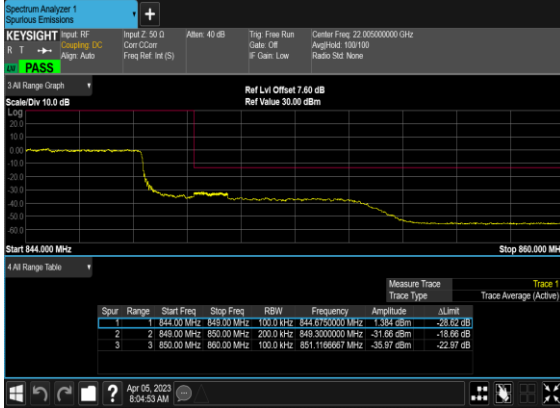 Spectrum Analyzer 1
Spurious Emissions
+
KEYSIGHT Input: RF Input Z: 50 Ω Atten: 40 dB Trig: Free Run Center Freq: 22.005000000 GHz
R T Coupling: DC Corr CCorr Gate: Off Avg|Hold: 100/100
Align: Auto Freq Ref: Int (S) IF Gain: Low Radio Std: None
PASS
3.All Range Graph Ref Lvl Offset 7.60 dB
Scale/Div 10.0 dB Ref Value 30.00 dBm
Log
20.0
10.0
0.00
-10.0
-20.0
-30.0
-40.0
-50.0
-60.0
Start 844.000 MHz Stop 860.000 MH
4.All Range Table
Measure Trace Trace 1
Trace Type Trace Average (Active)
Spur Range Start Freq Stop Freq RBW Frequency Amplitude ΔLimit
1 1 844.00 MHz 849.00 MHz 100.0 kHz 844.6750000 MHz 1.384 dBm -28.62 dB
2 2 849.00 MHz 850.00 MHz 200.0 kHz 849.3000000 MHz -31.66 dBm -18.66 dB
3 3 850.00 MHz 860.00 MHz 100.0 kHz 851.1166667 MHz -35.97 dBm -22.97 dB
? Apr 05, 2023
8:04:53 AM